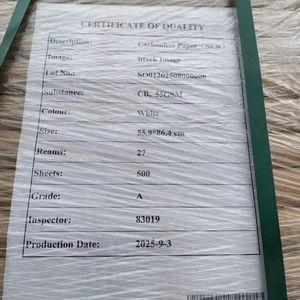 CERTIFICATE OF QUALITY
Description: Carbonless Paper (NCR)
Image: Black Image
Lot No.:
Substance: CB, 55GSM
Colour: White
Size: 55.9*86.4 cm
Reams: 27
Sheets: 500
Grade: A
Inspector: 83019
Production Date: 2025-9-3